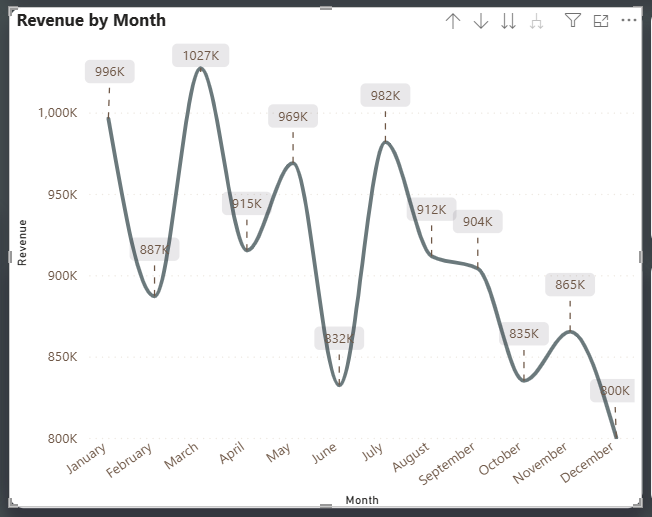 Revenue by Month
996K
1027K
887K
915K
969K
832K
982K
912K
904K
835K
865K
800K
1,000K
950K
900K
850K
800K
Revenue
January
February
March
April
May
June
July
August
September
October
November
December
Month